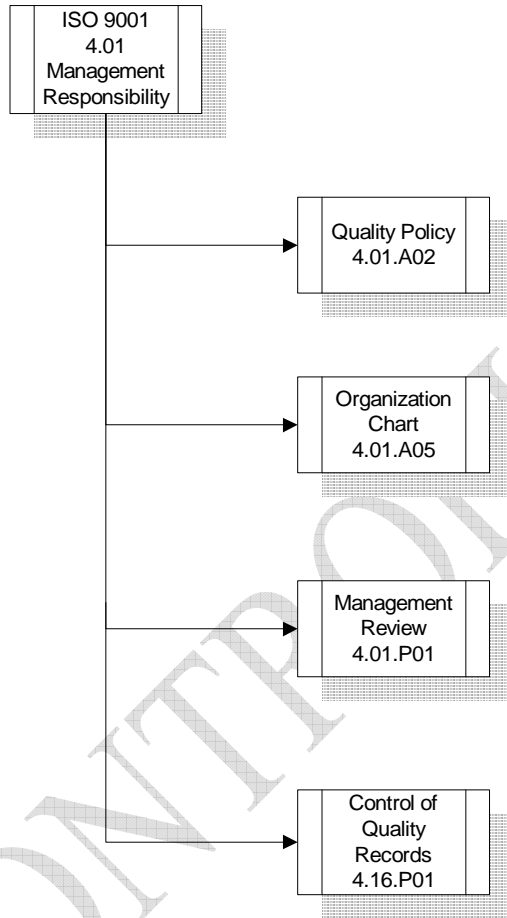 ISO 9001
4.01
Management
Responsibility
Quality Policy
4.01.A02
Organization
Chart
4.01.A05
Management
Review
4.01.P01
Control of
Quality
Records
4.16.P01